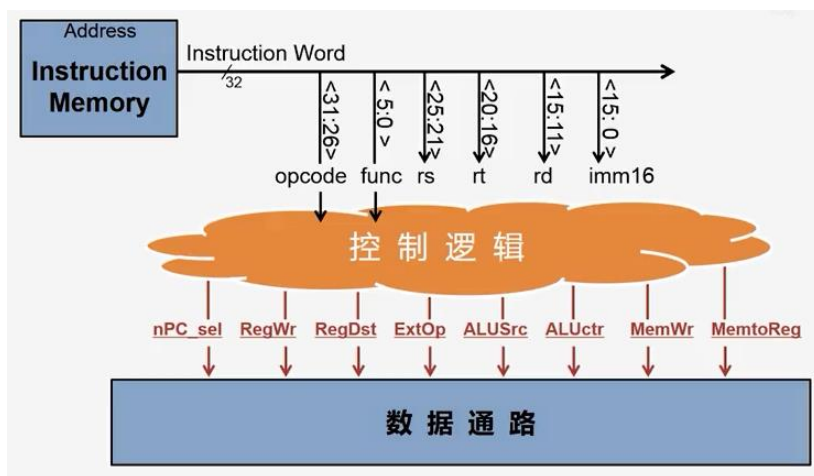 Address
Instruction
Memory
Instruction Word
32
<31:26>
< 5:0 >
<25:21>
<20:16>
<15:11>
<15: 0 >
opcode func rs rt rd imm16
控制逻辑
nPC_sel RegWr RegDst ExtOp ALUSrc ALUctr MemWr MemtoReg
数据通路